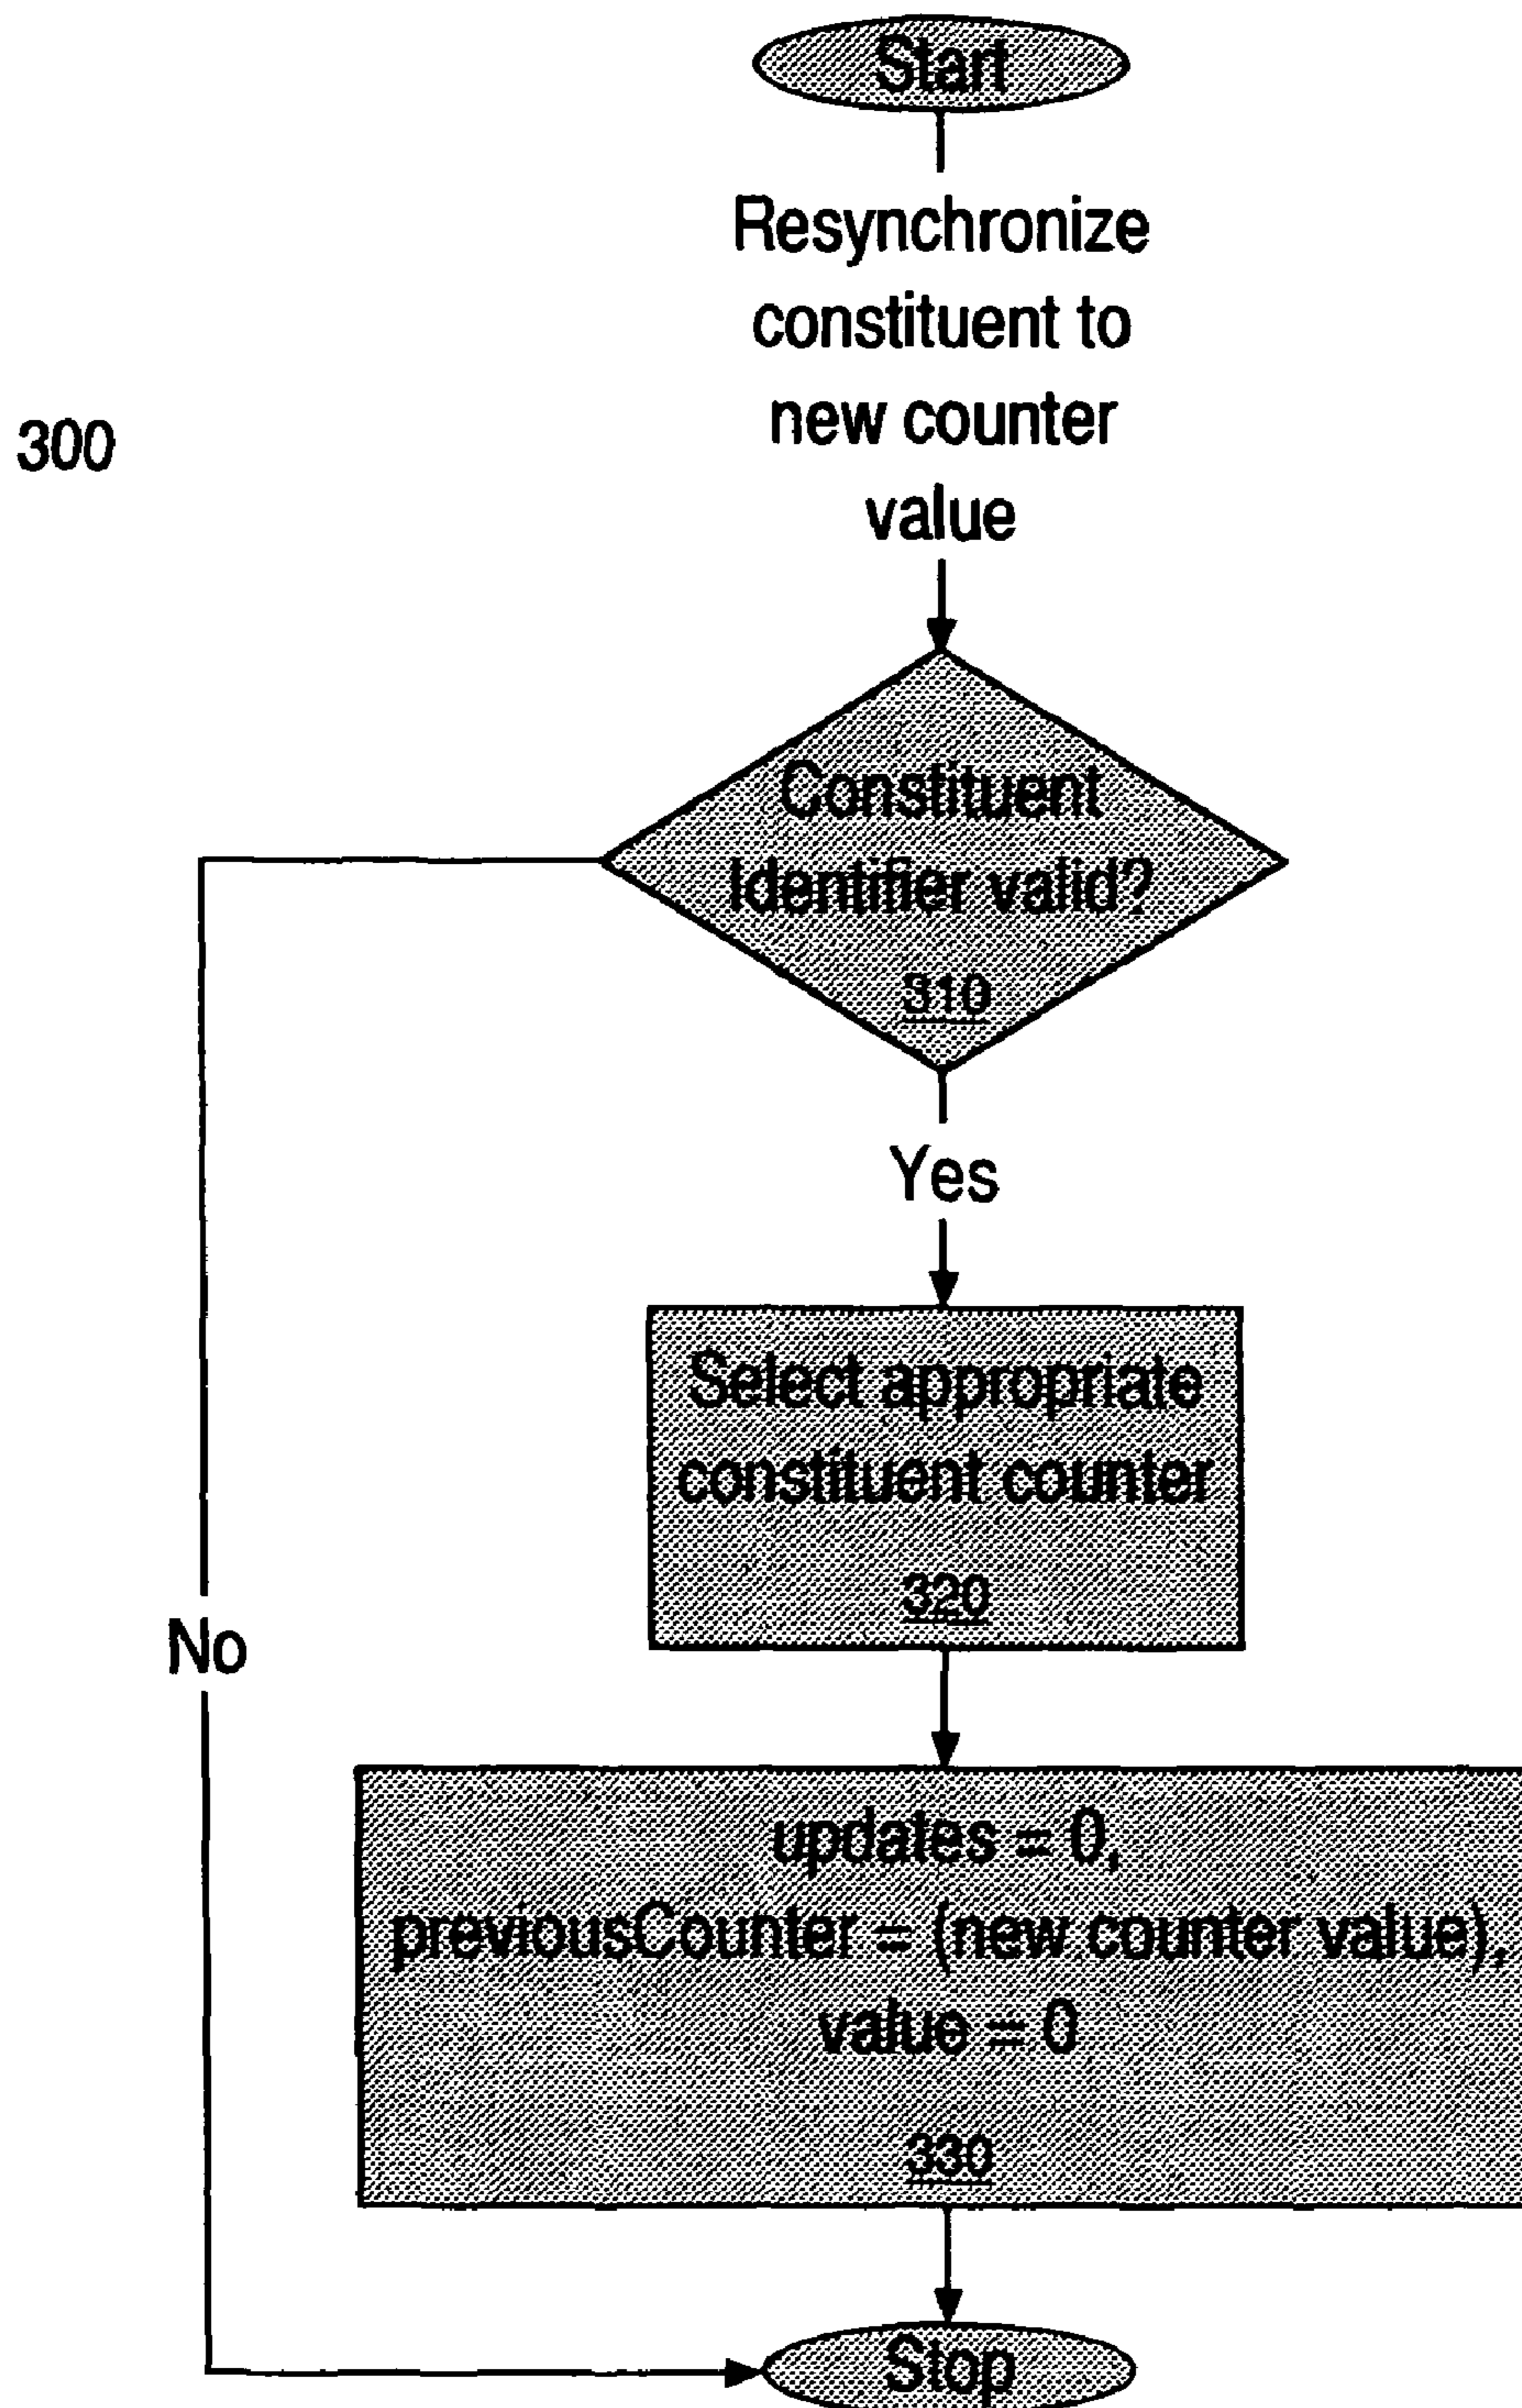 Start
Resynchronize
constituent to
new counter
value
300
Constituent
Identifier valid?
310
Yes
Select appropriate
constituent counter
320
No
updates = 0,
previousCounter = (new counter value),
value = 0
330
Stop